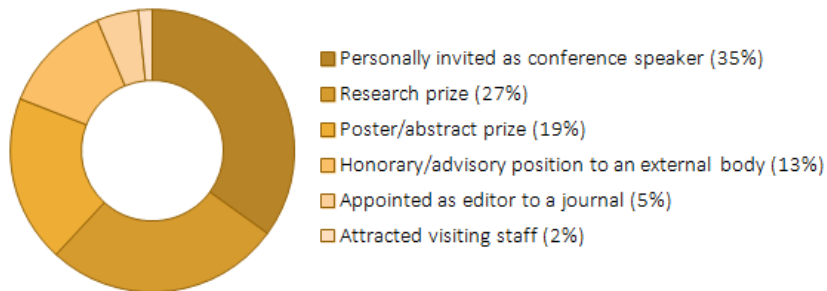 Personally invited as conference speaker (35%)
Research prize (27%)
Poster/abstract prize (19%)
Honorary/advisory position to an external body (13%)
Appointed as editor to a journal (5%)
Attracted visiting staff (2%)